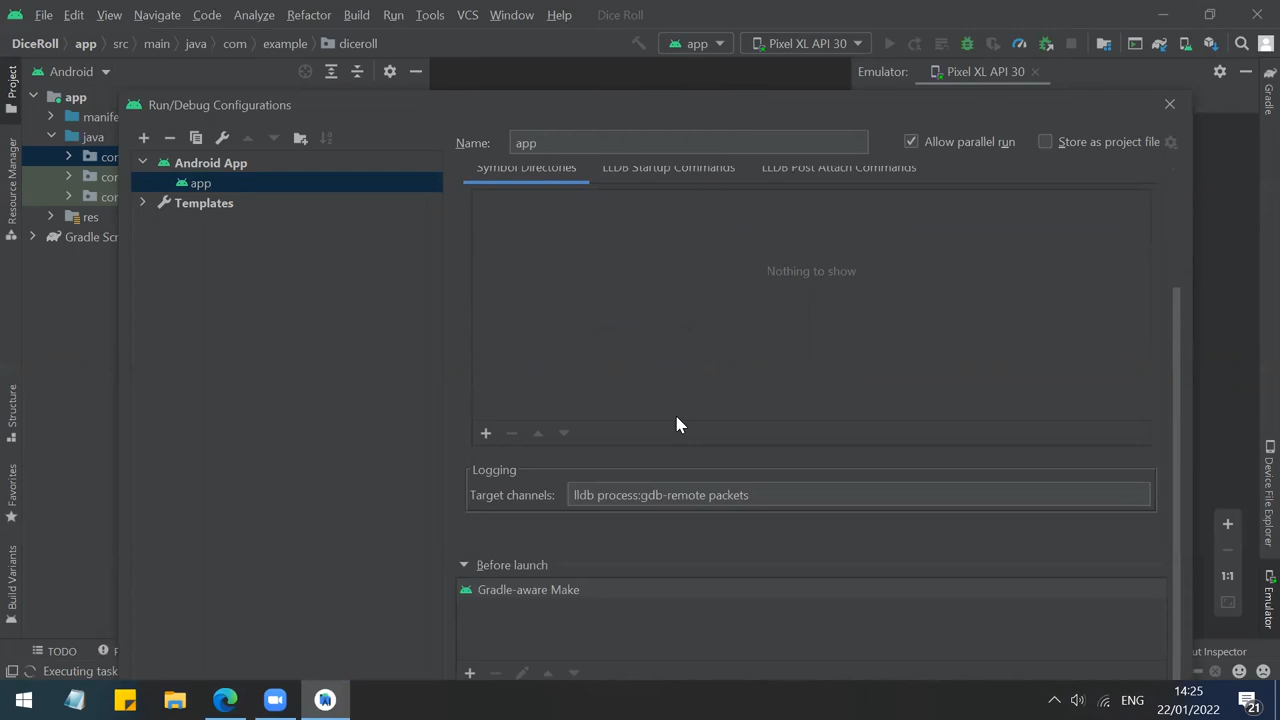 File Edit View Navigate Code Analyze Refactor Build Run Tools VCS Window Help Dice Roll
DiceRoll app src main java com example diceroll app Pixel XL API 30
Android Emulator: Pixel XL API 30
Project
Resource Manager
Structure
Favorites
Build Variants
app
manife
java
con
con
con
res
Gradle Scr
Run/Debug Configurations
Android App
app
Templates
Name: app Allow parallel run Store as project file
Symbol Directories LLDB Startup Commands LLDB Post Attach Commands
Nothing to show
Logging
Target channels: lldb process:gdb-remote packets
Before launch
Gradle-aware Make
1:1
Gradle
Device File Explorer
Emulator
TODO
ut Inspector
Executing task
ENG
14:25
22/01/2022
21